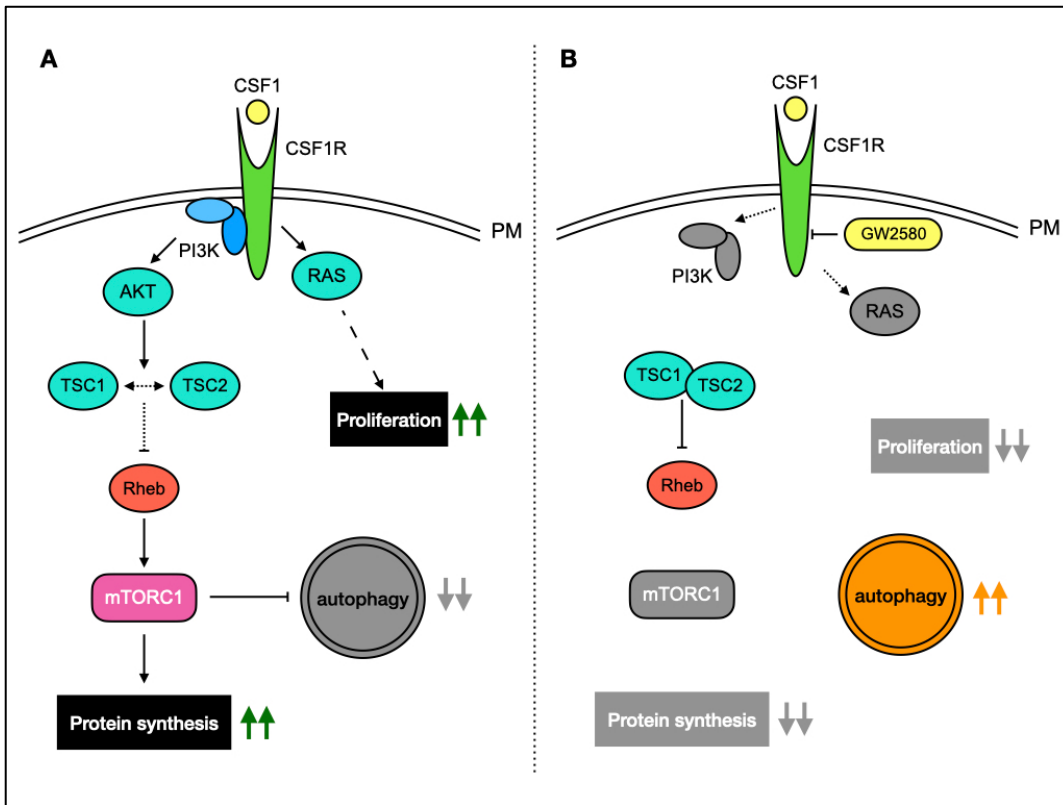 A
CSF1
CSF1R
PM
PI3K
AKT
RAS
TSC1
TSC2
Proliferation
Rheb
mTORC1
autophagy
Protein synthesis
B
CSF1
CSF1R
PM
GW2580
PI3K
RAS
TSC1
TSC2
Proliferation
Rheb
mTORC1
autophagy
Protein synthesis